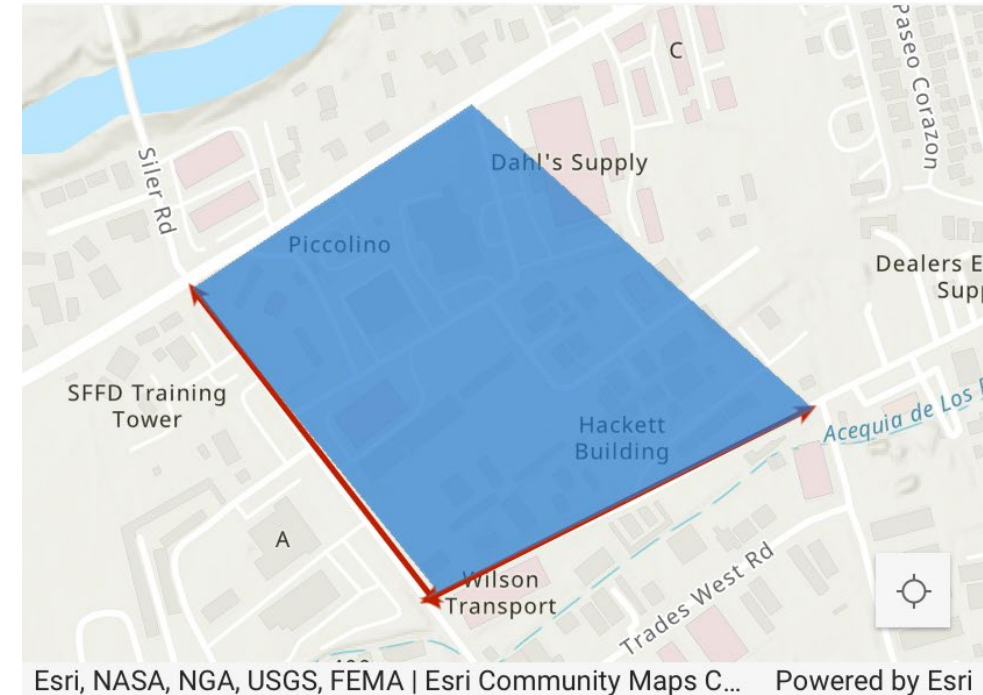 Paseo Corazon
C
Siler Rd
Dahl's Supply
Piccolino
Dealers E
Supp
SFFD Training
Tower
Acequia de Los
Hackett
Building
A
Wilson
Transport
Trades West Rd
Esri, NASA, NGA, USGS, FEMA | Esri Community Maps C...
Powered by Esri